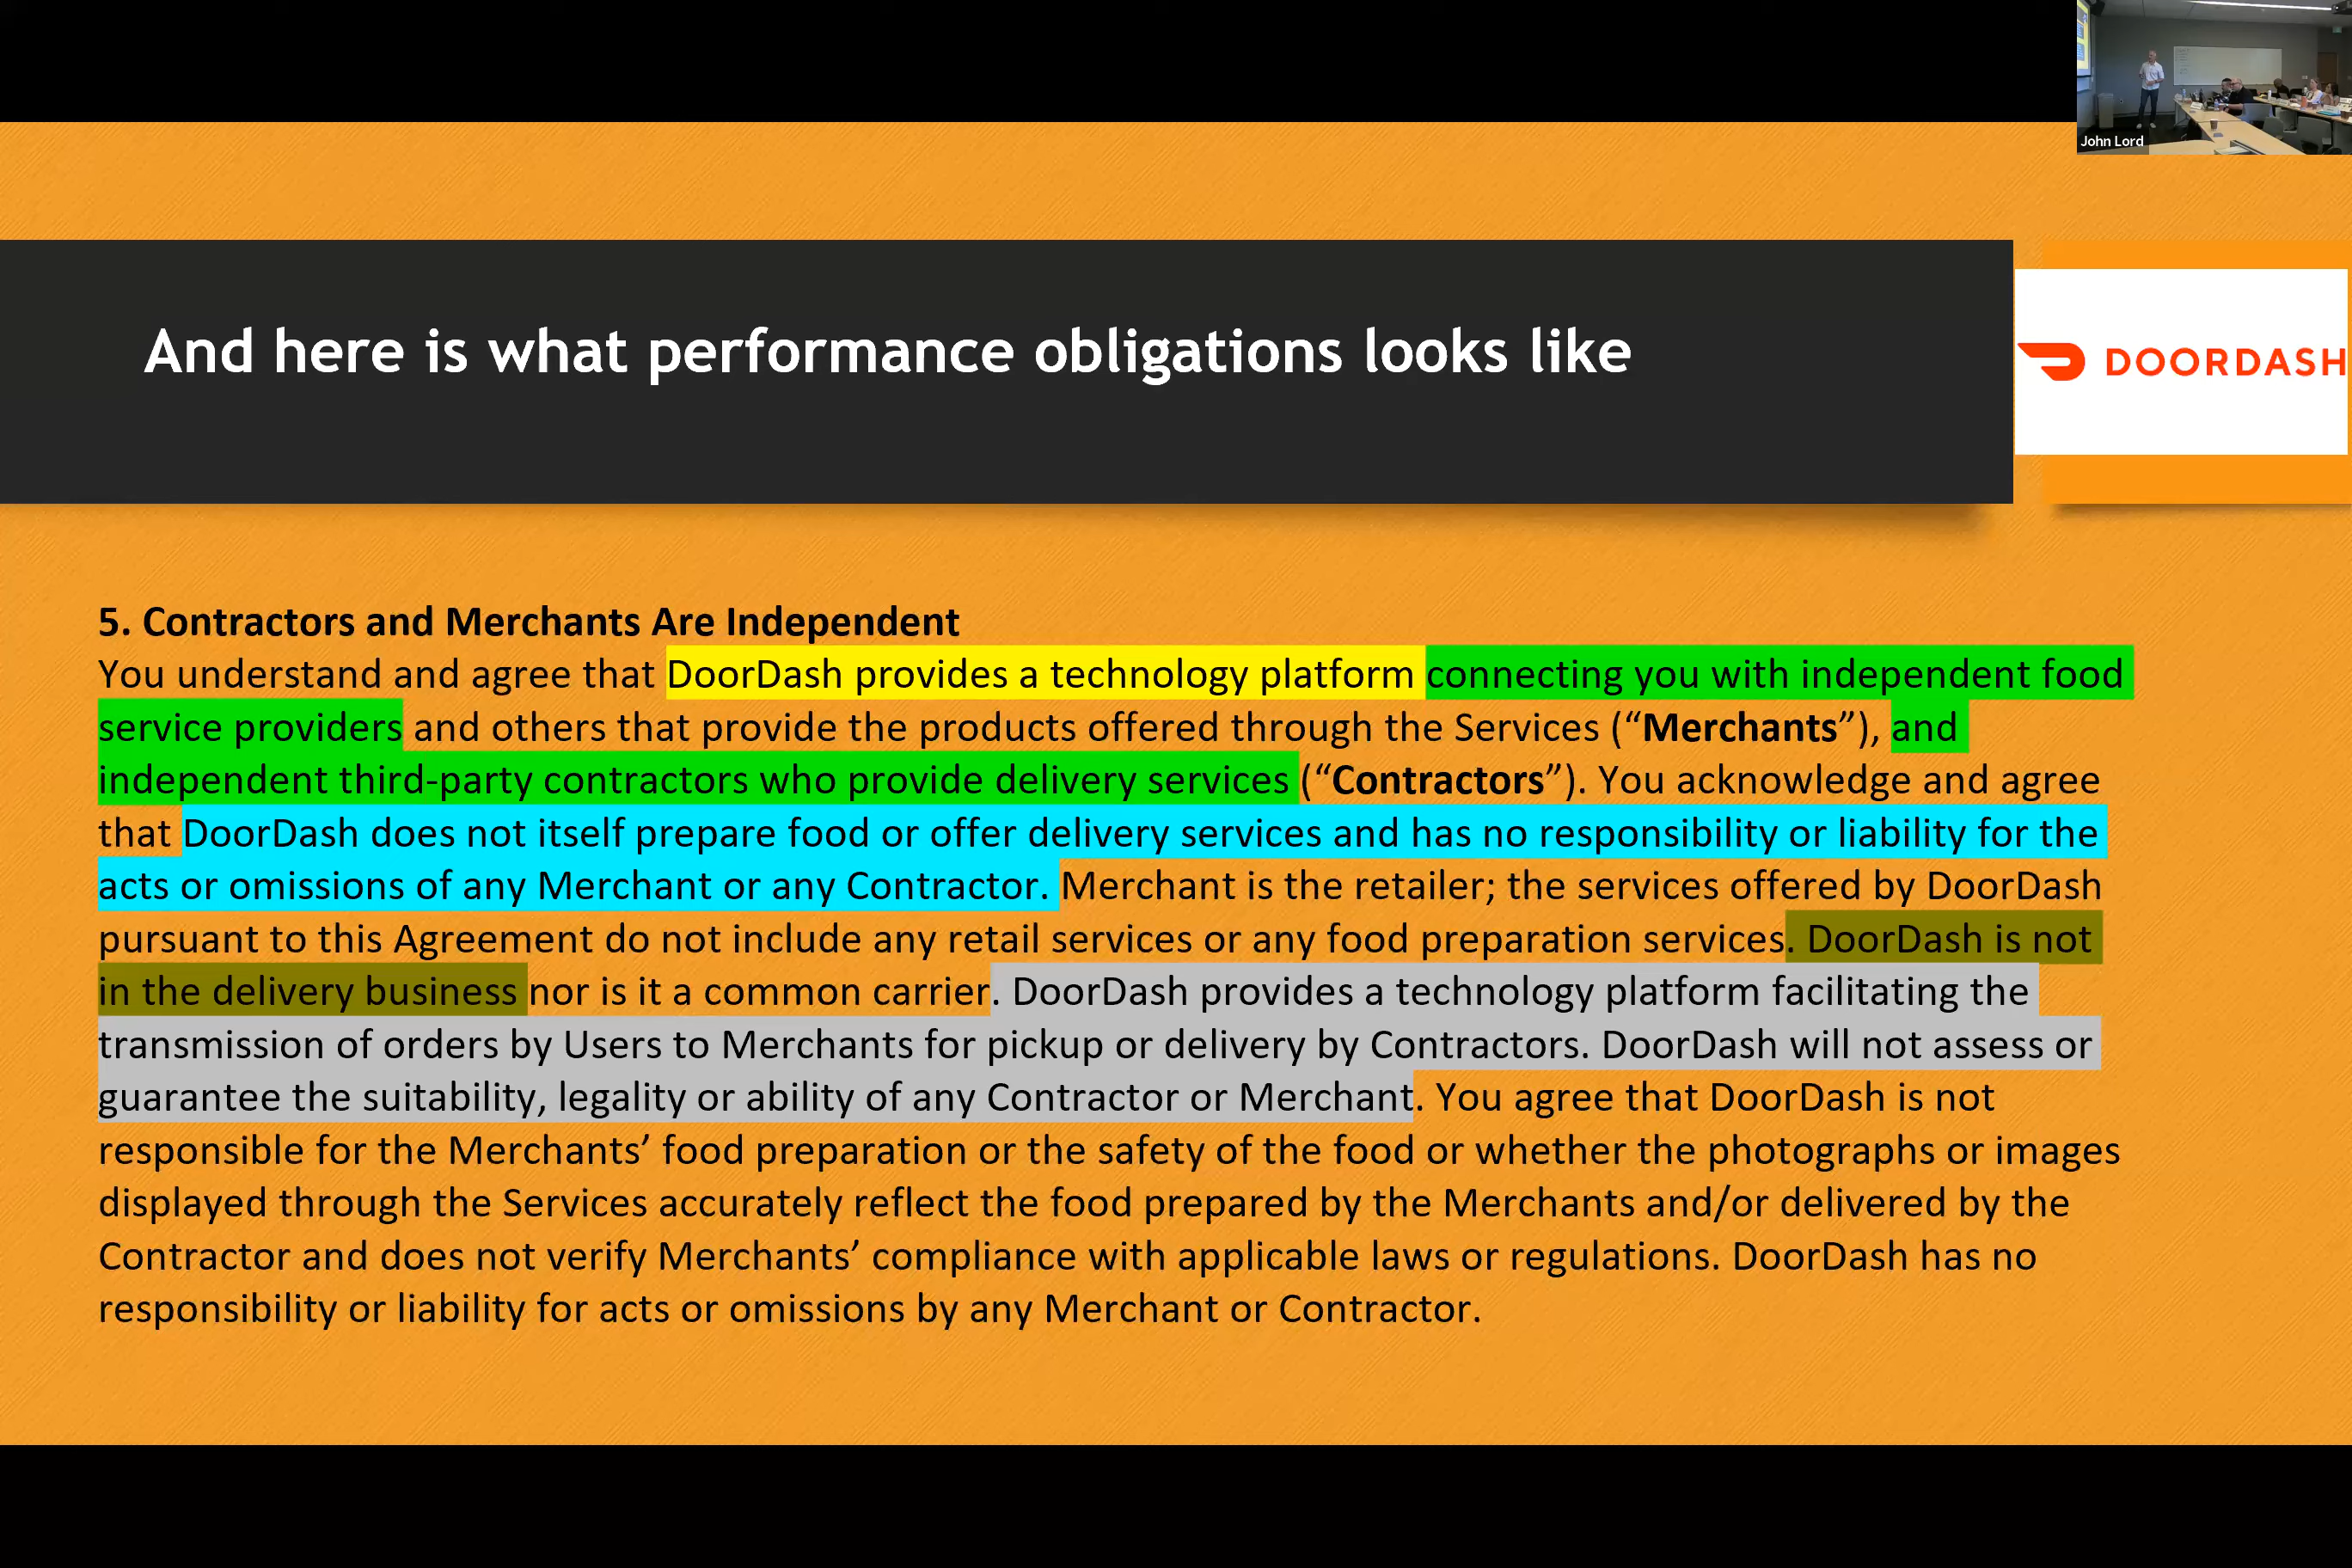 John Lord
And here is what performance obligations looks like
DOORDASH
5. Contractors and Merchants Are Independent
You understand and agree that DoorDash provides a technology platform connecting you with independent food
service providers and others that provide the products offered through the Services (“Merchants”), and
independent third-party contractors who provide delivery services (“Contractors”). You acknowledge and agree
that DoorDash does not itself prepare food or offer delivery services and has no responsibility or liability for the
acts or omissions of any Merchant or any Contractor. Merchant is the retailer; the services offered by DoorDash
pursuant to this Agreement do not include any retail services or any food preparation services. DoorDash is not
in the delivery business nor is it a common carrier. DoorDash provides a technology platform facilitating the
transmission of orders by Users to Merchants for pickup or delivery by Contractors. DoorDash will not assess or
guarantee the suitability, legality or ability of any Contractor or Merchant. You agree that DoorDash is not
responsible for the Merchants’ food preparation or the safety of the food or whether the photographs or images
displayed through the Services accurately reflect the food prepared by the Merchants and/or delivered by the
Contractor and does not verify Merchants’ compliance with applicable laws or regulations. DoorDash has no
responsibility or liability for acts or omissions by any Merchant or Contractor.